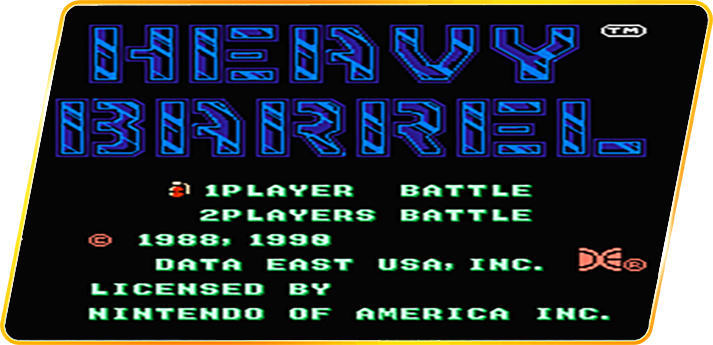 HEAVY ™
BARREL
1PLAYER BATTLE
2PLAYERS BATTLE
© 1988, 1990
DATA EAST USA, INC. ®
LICENSED BY
NINTENDO OF AMERICA INC.